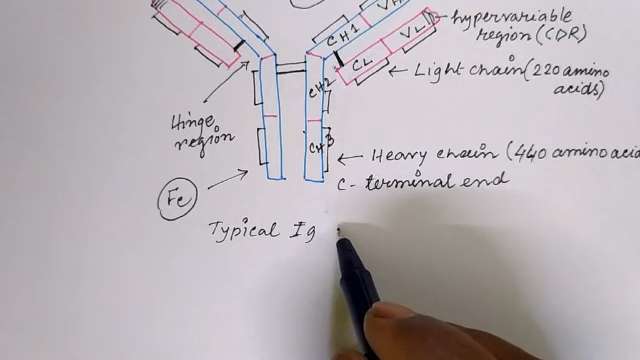 VH
CH1
hypervariable
region (CDR)
VL
CL
Light chain (220 amino
acids)
CH2
Hinge
region
CH3
Heavy chain (440 amino acid
C- terminal end
Fc
Typical Ig